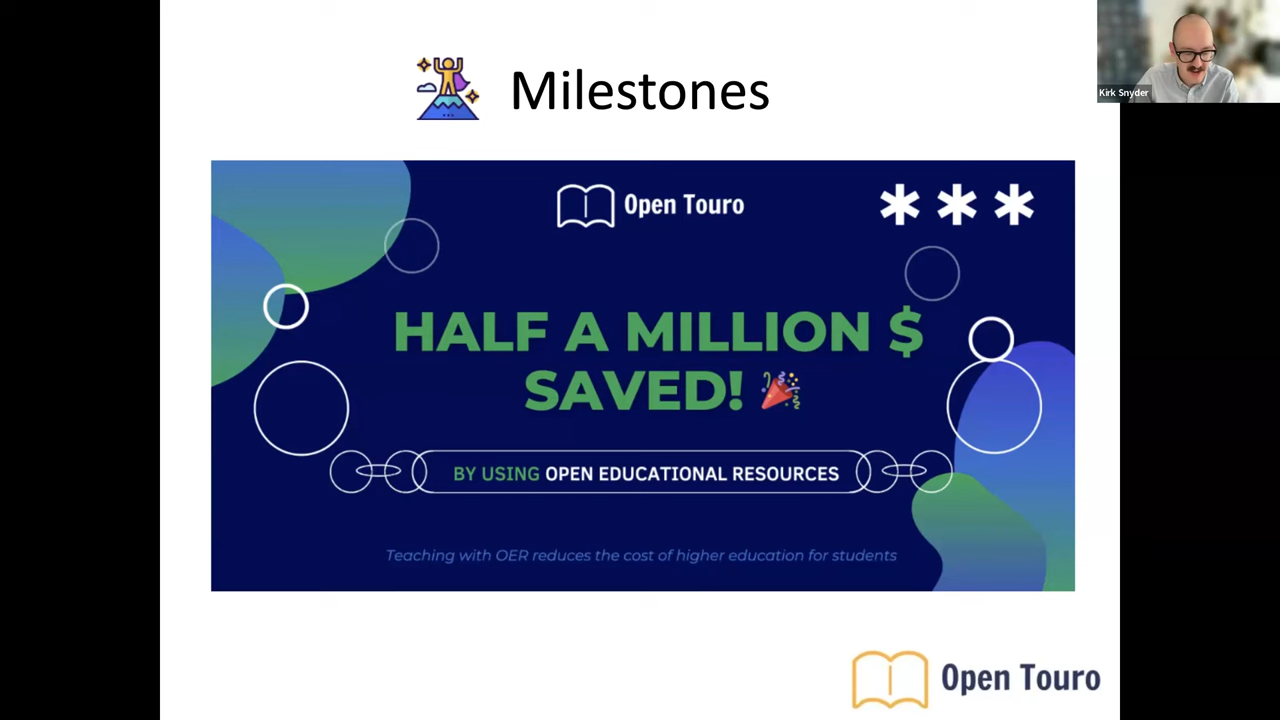 Milestones
Kirk Snyder
Open Touro
***
HALF A MILLION $
SAVED!
BY USING OPEN EDUCATIONAL RESOURCES
Teaching with OER reduces the cost of higher education for students
Open Touro